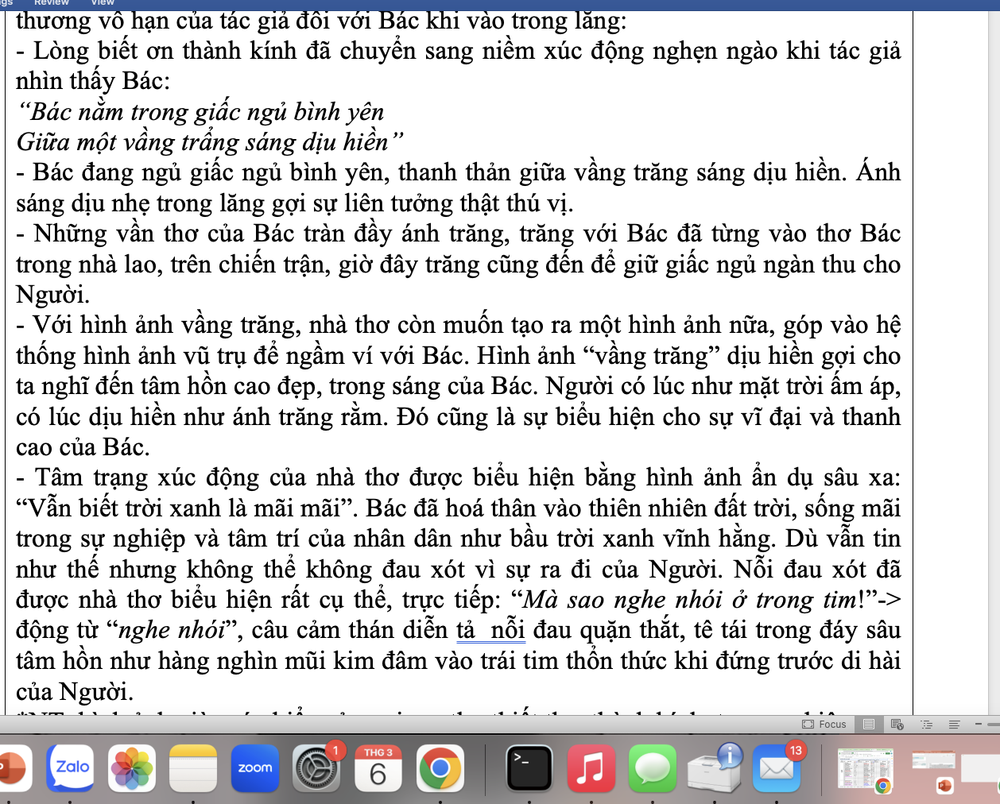 Review View
thương vô hạn của tác giả đối với Bác khi vào trong lăng:
- Lòng biết ơn thành kính đã chuyển sang niềm xúc động nghẹn ngào khi tác giả
nhìn thấy Bác:
“Bác nằm trong giấc ngủ bình yên
Giữa một vầng trăng sáng dịu hiền”
- Bác đang ngủ giấc ngủ bình yên, thanh thản giữa vầng trăng sáng dịu hiền. Ánh
sáng dịu nhẹ trong lăng gợi sự liên tưởng thật thú vị.
- Những vần thơ của Bác tràn đầy ánh trăng, trăng với Bác đã từng vào thơ Bác
trong nhà lao, trên chiến trận, giờ đây trăng cũng đến để giữ giấc ngủ ngàn thu cho
Người.
- Với hình ảnh vầng trăng, nhà thơ còn muốn tạo ra một hình ảnh nữa, góp vào hệ
thống hình ảnh vũ trụ để ngầm ví với Bác. Hình ảnh “vầng trăng” dịu hiền gợi cho
ta nghĩ đến tâm hồn cao đẹp, trong sáng của Bác. Người có lúc như mặt trời ấm áp,
có lúc dịu hiền như ánh trăng rằm. Đó cũng là sự biểu hiện cho sự vĩ đại và thanh
cao của Bác.
- Tâm trạng xúc động của nhà thơ được biểu hiện bằng hình ảnh ẩn dụ sâu xa:
“Vẫn biết trời xanh là mãi mãi”. Bác đã hoá thân vào thiên nhiên đất trời, sống mãi
trong sự nghiệp và tâm trí của nhân dân như bầu trời xanh vĩnh hằng. Dù vẫn tin
như thế nhưng không thể không đau xót vì sự ra đi của Người. Nỗi đau xót đã
được nhà thơ biểu hiện rất cụ thể, trực tiếp: “Mà sao nghe nhói ở trong tim!”->
động từ “nghe nhói”, câu cảm thán diễn tả nỗi đau quặn thắt, tê tái trong đáy sâu
tâm hồn như hàng nghìn mũi kim đâm vào trái tim thổn thức khi đứng trước di hài
của Người.
Focus
Zalo
zoom
1
THG 3
6
>_
13